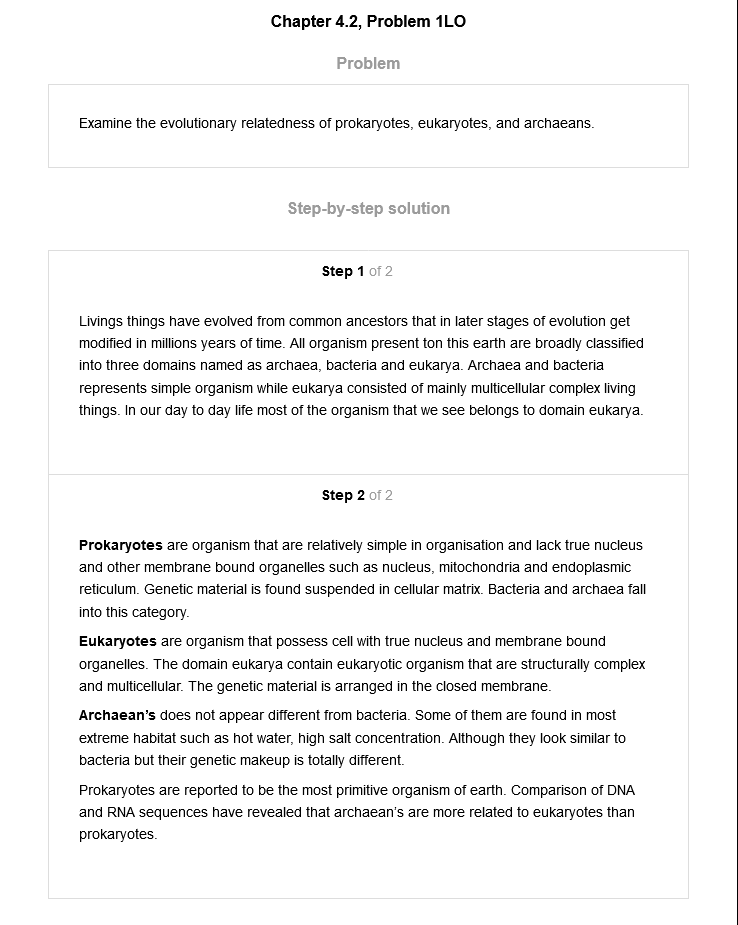 Chapter 4.2, Problem 1LO
Problem
Examine the evolutionary relatedness of prokaryotes, eukaryotes, and archaeans.
Step-by-step solution
Step 1 of 2
Livings things have evolved from common ancestors that in later stages of evolution get
modified in millions years of time. All organism present ton this earth are broadly classified
into three domains named as archaea, bacteria and eukarya. Archaea and bacteria
represents simple organism while eukarya consisted of mainly multicellular complex living
things. In our day to day life most of the organism that we see belongs to domain eukarya.
Step 2 of 2
Prokaryotes are organism that are relatively simple in organisation and lack true nucleus
and other membrane bound organelles such as nucleus, mitochondria and endoplasmic
reticulum. Genetic material is found suspended in cellular matrix. Bacteria and archaea fall
into this category.
Eukaryotes are organism that possess cell with true nucleus and membrane bound
organelles. The domain eukarya contain eukaryotic organism that are structurally complex
and multicellular. The genetic material is arranged in the closed membrane.
Archaean's does not appear different from bacteria. Some of them are found in most
extreme habitat such as hot water, high salt concentration. Although they look similar to
bacteria but their genetic makeup is totally different.
Prokaryotes are reported to be the most primitive organism of earth. Comparison of DNA
and RNA sequences have revealed that archaean's are more related to eukaryotes than
prokaryotes.